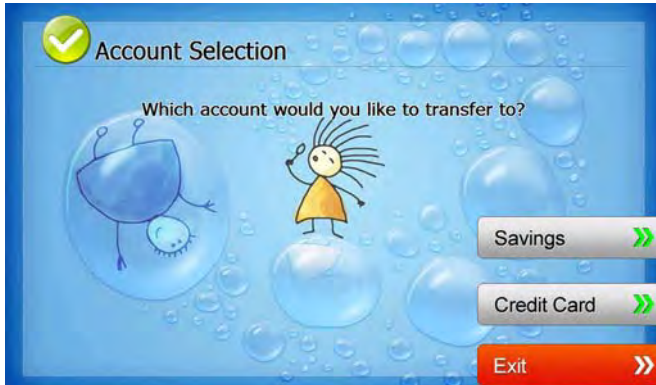 Account Selection
Which account would you like to transfer to?
Savings
Credit Card
Exit